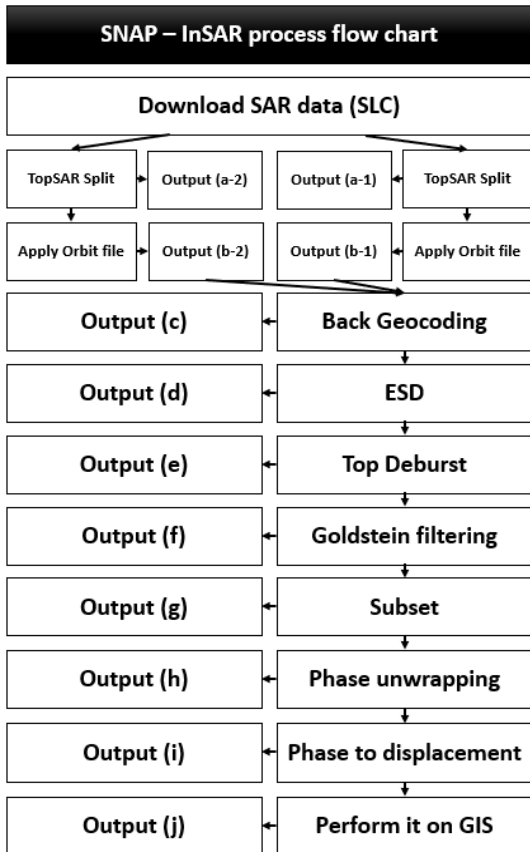 SNAP – InSAR process flow chart
Download SAR data (SLC)
TopSAR Split
Output (a-2)
Output (a-1)
TopSAR Split
Apply Orbit file
Output (b-2)
Output (b-1)
Apply Orbit file
Output (c)
Back Geocoding
Output (d)
ESD
Output (e)
Top Deburst
Output (f)
Goldstein filtering
Output (g)
Subset
Output (h)
Phase unwrapping
Output (i)
Phase to displacement
Output (j)
Perform it on GIS